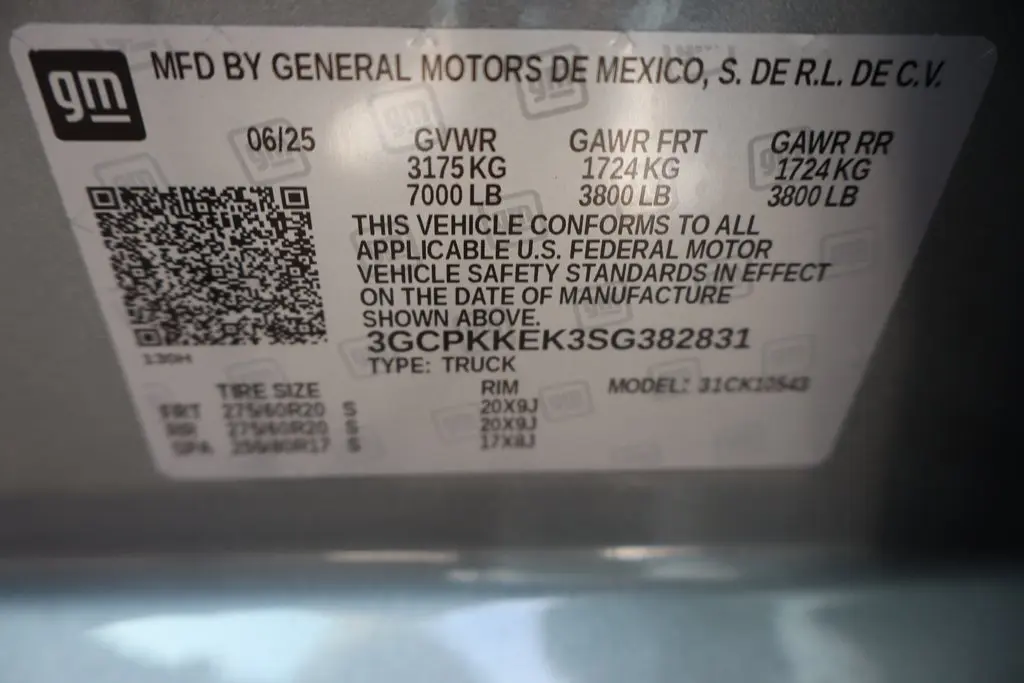 gm
MFD BY GENERAL MOTORS DE MEXICO, S. DE R.L. DE C.V.
06/25 GVWR GAWR FRT GAWR RR
3175 KG 1724 KG 1724 KG
7000 LB 3800 LB 3800 LB
THIS VEHICLE CONFORMS TO ALL
APPLICABLE U.S. FEDERAL MOTOR
VEHICLE SAFETY STANDARDS IN EFFECT
ON THE DATE OF MANUFACTURE
SHOWN ABOVE.
3GCPKKEK3SG382831
TYPE: TRUCK
TIRE SIZE RIM MODEL: 31CK10543
FRT 275/60R20 S 20X9J
RR 275/60R20 S 20X9J
SPA R17 S 17X8J